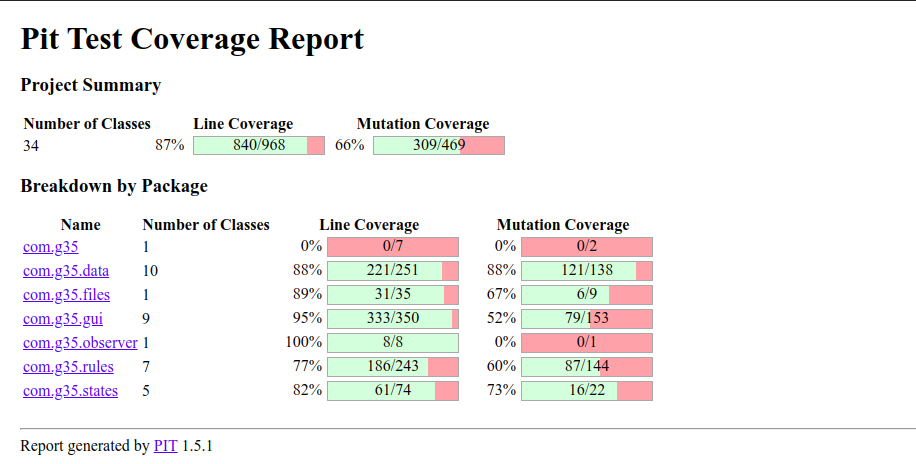 Pit Test Coverage Report
Project Summary
Number of Classes Line Coverage Mutation Coverage
34 87% 840/968 66% 309/469
Breakdown by Package
Name Number of Classes Line Coverage Mutation Coverage
com.g35 1 0% 0/7 0% 0/2
com.g35.data 10 88% 221/251 88% 121/138
com.g35.files 1 89% 31/35 67% 6/9
com.g35.gui 9 95% 333/350 52% 79/153
com.g35.observer 1 100% 8/8 0% 0/1
com.g35.rules 7 77% 186/243 60% 87/144
com.g35.states 5 82% 61/74 73% 16/22
Report generated by PIT 1.5.1